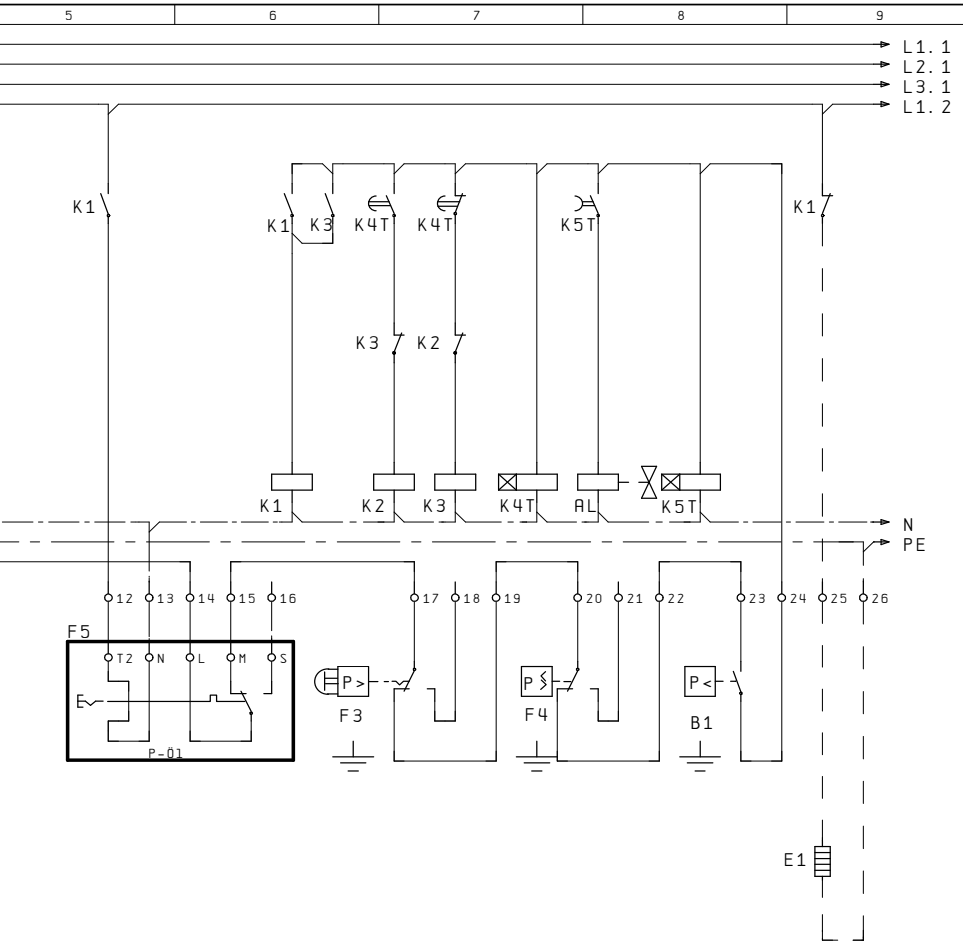 5 6 7 8 9
L1.1
L2.1
L3.1
L1.2
K1 K1
K1 K3 K4T K4T K5T
K3 K2
K1 K2 K3 K4T AL K5T
N
PE
12 13 14 15 16 17 18 19 20 21 22 23 24 25 26
F5
T2 N L M S
P> P P<
F3 F4 B1
P-Öl
E1